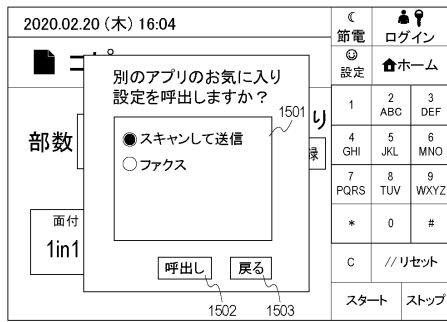 2020.02.20 (木) 16:04
節電
ログイン
設定
ホーム
別のアプリのお気に入り
設定を呼出しますか？
1501
スキャンして送信
ファクス
呼出し
戻る
1502
1503
部数
り
録
面付
1in1
1
2
ABC
3
DEF
4
GHI
5
JKL
6
MNO
7
PQRS
8
TUV
9
WXYZ
*
0
#
C
// リセット
スタート
ストップ